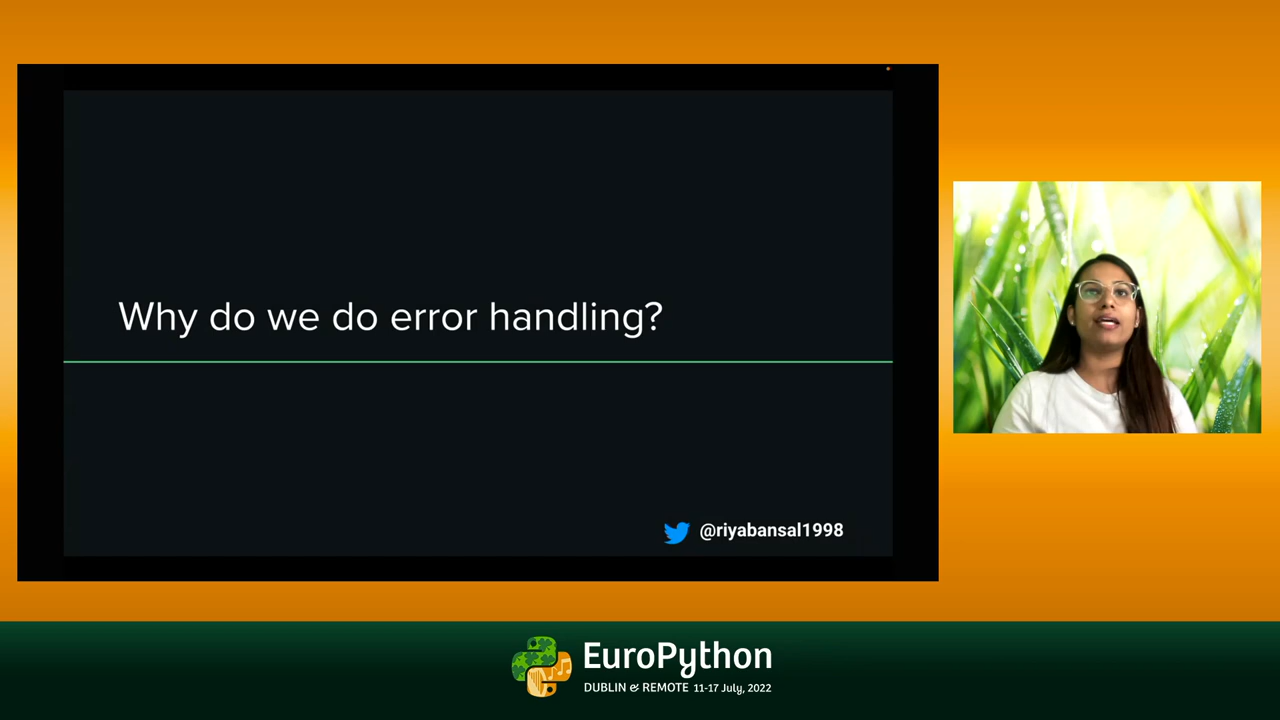 Why do we do error handling?
@riyabansal1998
EuroPython
DUBLIN & REMOTE 11-17 July, 2022